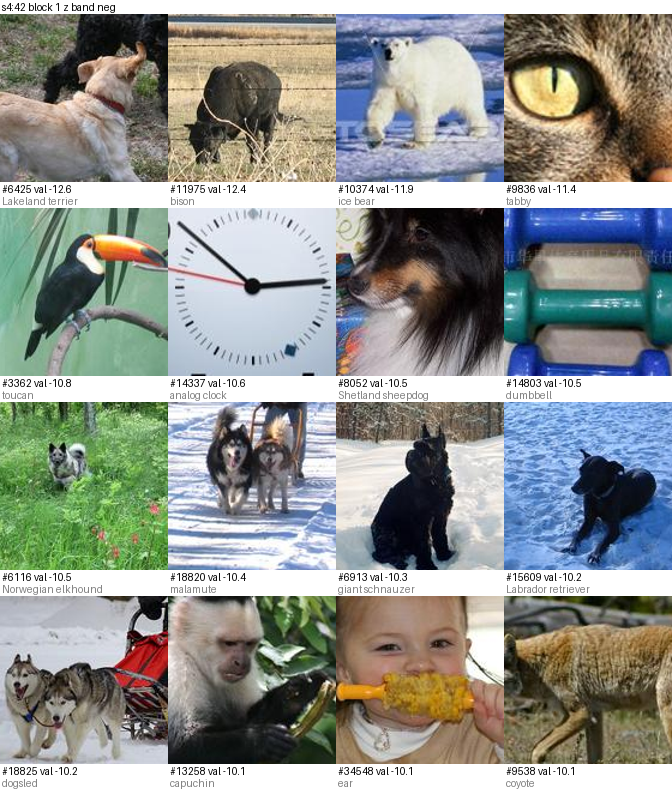 s4:42 block 1 z band neg
#6425 val -12.6
Lakeland terrier
#11975 val -12.4
bison
#10374 val -11.9
ice bear
#9836 val -11.4
tabby
#3362 val -10.8
toucan
#14337 val -10.6
analog clock
#8052 val -10.5
Shetland sheepdog
#14803 val -10.5
dumbbell
#6116 val -10.5
Norwegian elkhound
#18820 val -10.4
malamute
#6913 val -10.3
giant schnauzer
#15609 val -10.2
Labrador retriever
#18825 val -10.2
dogsled
#13258 val -10.1
capuchin
#34548 val -10.1
ear
#9538 val -10.1
coyote